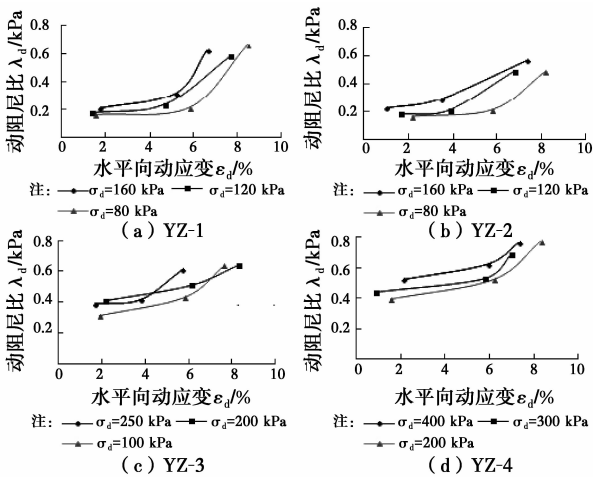 动阻尼比 λd/kPa
0.8
0.6
0.4
0.2
0 2 4 6 8 10
水平向动应变εd/%
注: σd=160 kPa σd=120 kPa
σd=80 kPa
(a) YZ-1
动阻尼比 λd/kPa
0.8
0.6
0.4
0.2
0 2 4 6 8 10
水平向动应变εd/%
注: σd=160 kPa σd=120 kPa
σd=80 kPa
(b) YZ-2
动阻尼比 λd/kPa
0.8
0.6
0.4
0.2
0 2 4 6 8 10
水平向动应变εd/%
注: σd=250 kPa σd=200 kPa
σd=100 kPa
(c) YZ-3
动阻尼比 λd/kPa
0.8
0.6
0.4
0.2
0 2 4 6 8 10
水平向动应变εd/%
注: σd=400 kPa σd=300 kPa
σd=200 kPa
(d) YZ-4